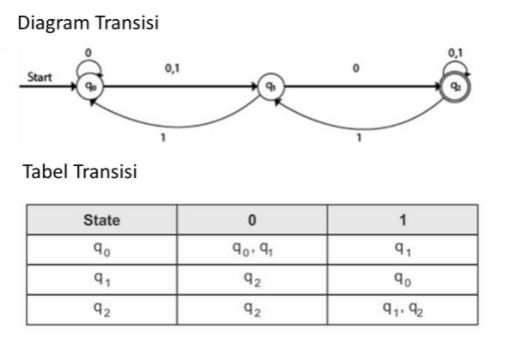 Diagram Transisi
0 0,1
0,1 0
Start
q₀ q₁ q₂
1 1
Tabel Transisi
State 0 1
q₀ q₀, q₁ q₁
q₁ q₂ q₀
q₂ q₂ q₁, q₂